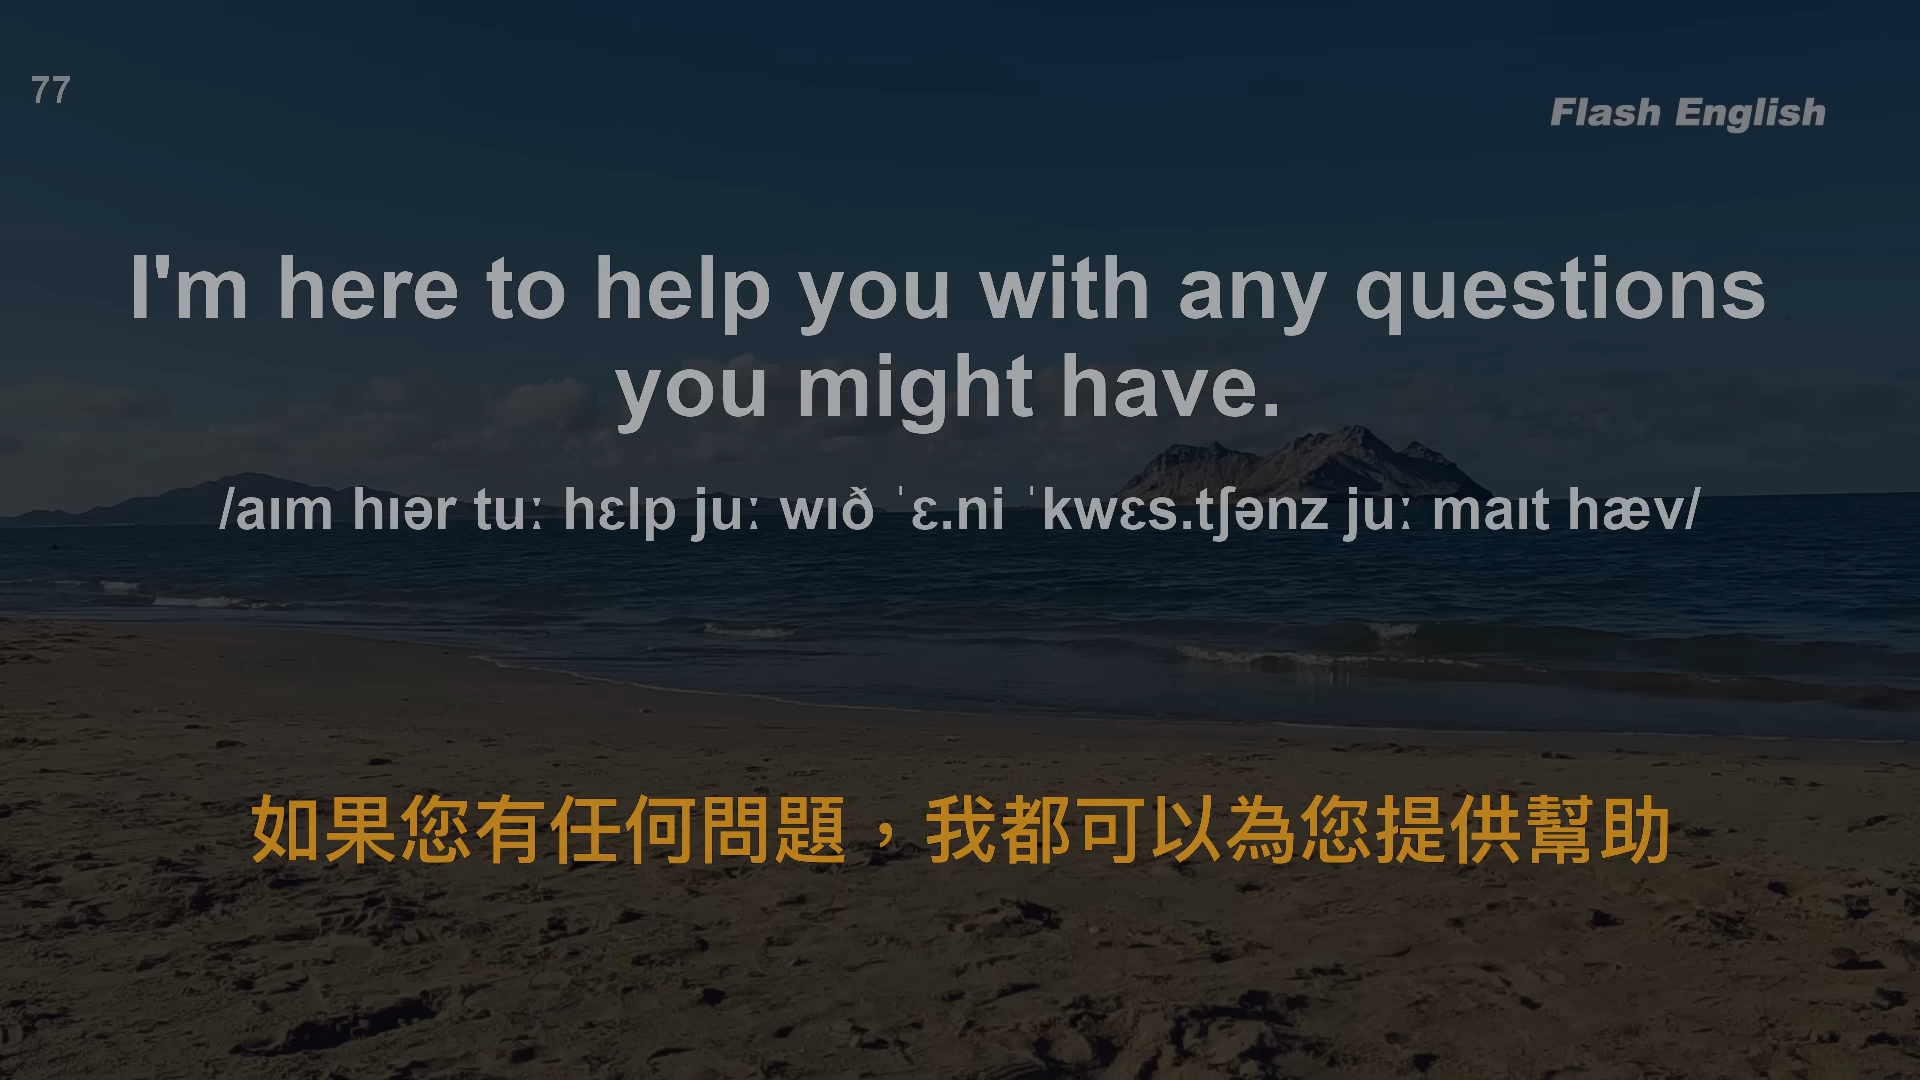 77
Flash English
I'm here to help you with any questions
you might have.
/aɪm hɪər tuː hɛlp juː wɪð ˈɛ.ni ˈkwɛs.tʃənz juː maɪt hæv/
如果您有任何問題，我都可以為您提供幫助